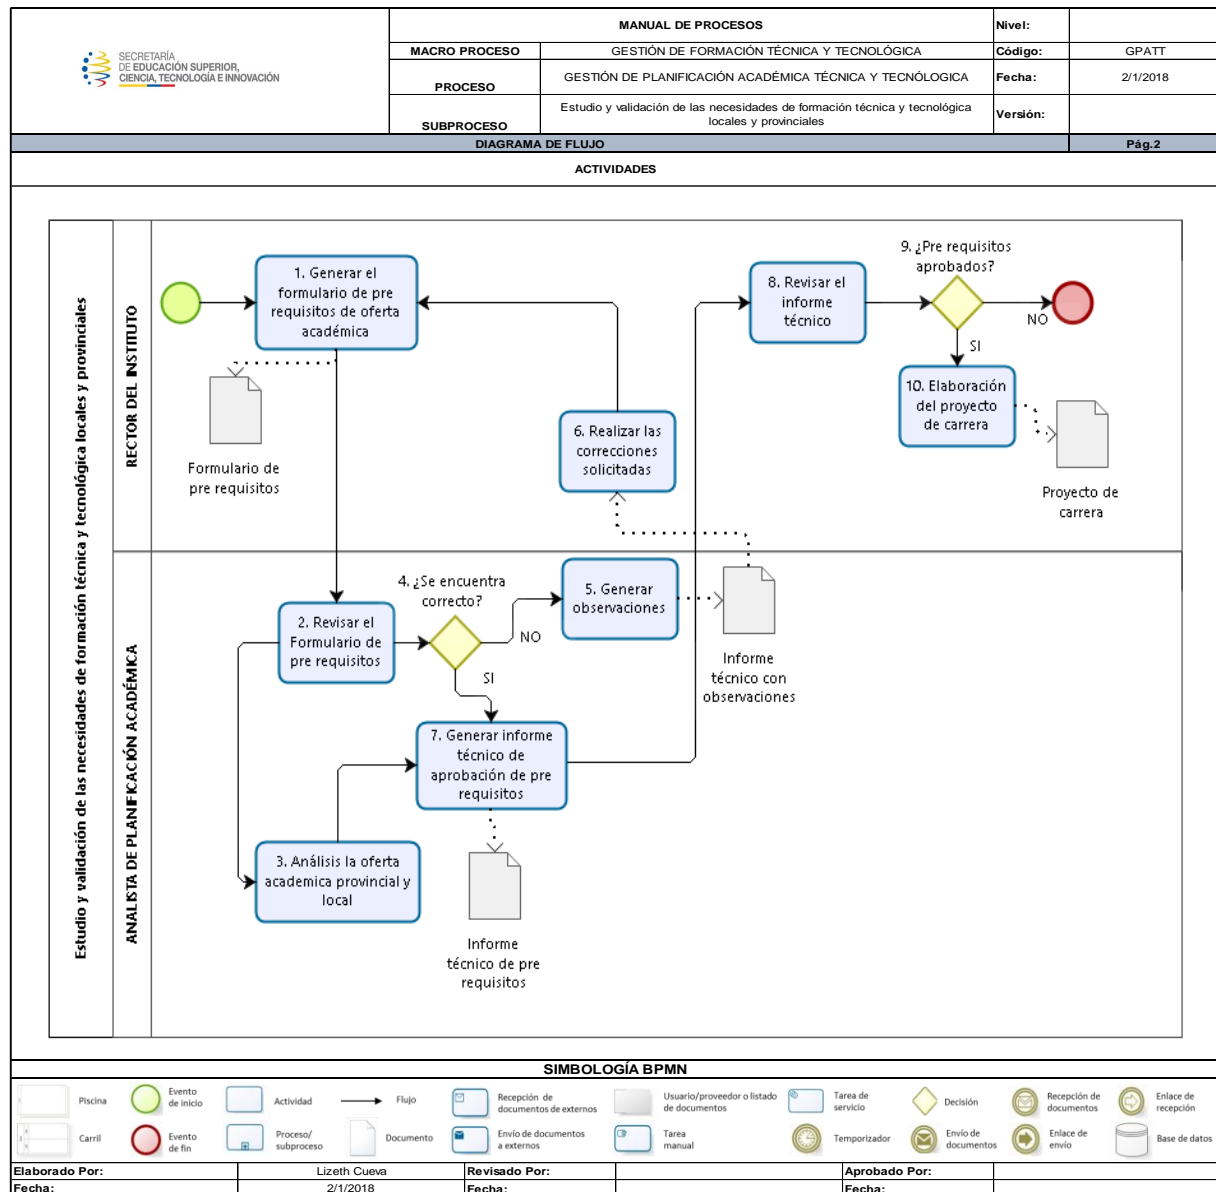 SECRETARÍA
DE EDUCACIÓN SUPERIOR,
CIENCIA, TECNOLOGÍA E INNOVACIÓN
MANUAL DE PROCESOS
Nivel:
MACRO PROCESO
GESTIÓN DE FORMACIÓN TÉCNICA Y TECNOLÓGICA
Código:
GPATT
PROCESO
GESTIÓN DE PLANIFICACIÓN ACADÉMICA TÉCNICA Y TECNÓLOGICA
Fecha:
2/1/2018
SUBPROCESO
Estudio y validación de las necesidades de formación técnica y tecnológica
locales y provinciales
Versión:
DIAGRAMA DE FLUJO
Pág.2
ACTIVIDADES
Estudio y validación de las necesidades de formación técnica y tecnológica locales y provinciales
RECTOR DEL INSTITUTO
1. Generar el
formulario de pre
requisitos de oferta
académica
Formulario de
pre requisitos
6. Realizar las
correcciones
solicitadas
8. Revisar el
informe
técnico
9. ¿Pre requisitos
aprobados?
NO
SI
10. Elaboración
del proyecto
de carrera
Proyecto de
carrera
ANALISTA DE PLANIFICACIÓN ACADÉMICA
2. Revisar el
Formulario de
pre requisitos
4. ¿Se encuentra
correcto?
NO
SI
5. Generar
observaciones
Informe
técnico con
observaciones
7. Generar informe
técnico de
aprobación de pre
requisitos
3. Análisis la oferta
academica provincial y
local
Informe
técnico de pre
requisitos
SIMBOLOGÍA BPMN
Piscina
Evento
de inicio
Actividad
Flujo
Recepción de
documentos de externos
Usuario/proveedor o listado
de documentos
Tarea de
servicio
Decisión
Recepción de
documentos
Enlace de
recepción
Carril
Evento
de fin
Proceso/
subproceso
Documento
Envío de documentos
a externos
Tarea
manual
Temporizador
Envío de
documentos
Enlace de
envío
Base de datos
Elaborado Por:
Lizeth Cueva
Revisado Por:
Aprobado Por:
Fecha:
2/1/2018
Fecha:
Fecha: